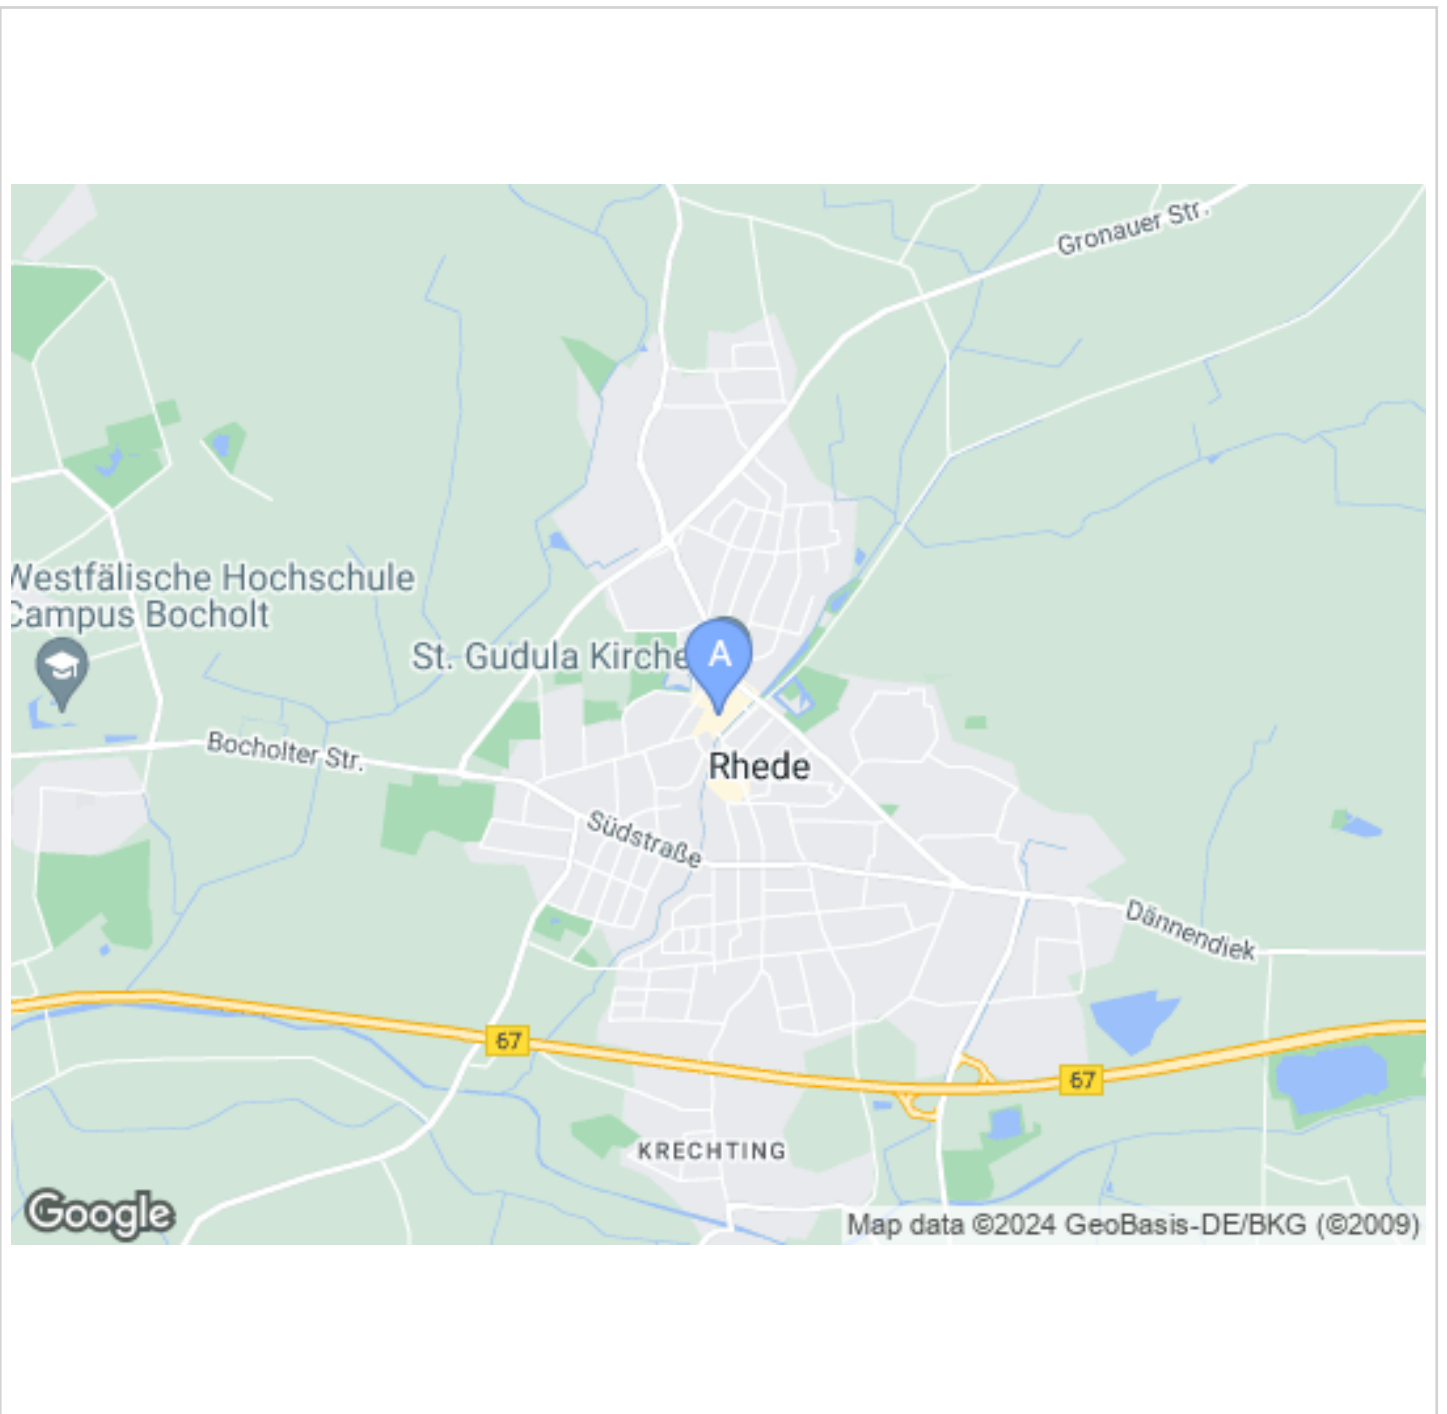 Gronauer Str.
Westfälische Hochschule
Campus Bocholt
St. Gudula Kirche
A
Bocholter Str.
Rhede
Südstraße
Dännendiek
67
67
KRECHTING
Google
Map data ©2024 GeoBasis-DE/BKG (©2009)